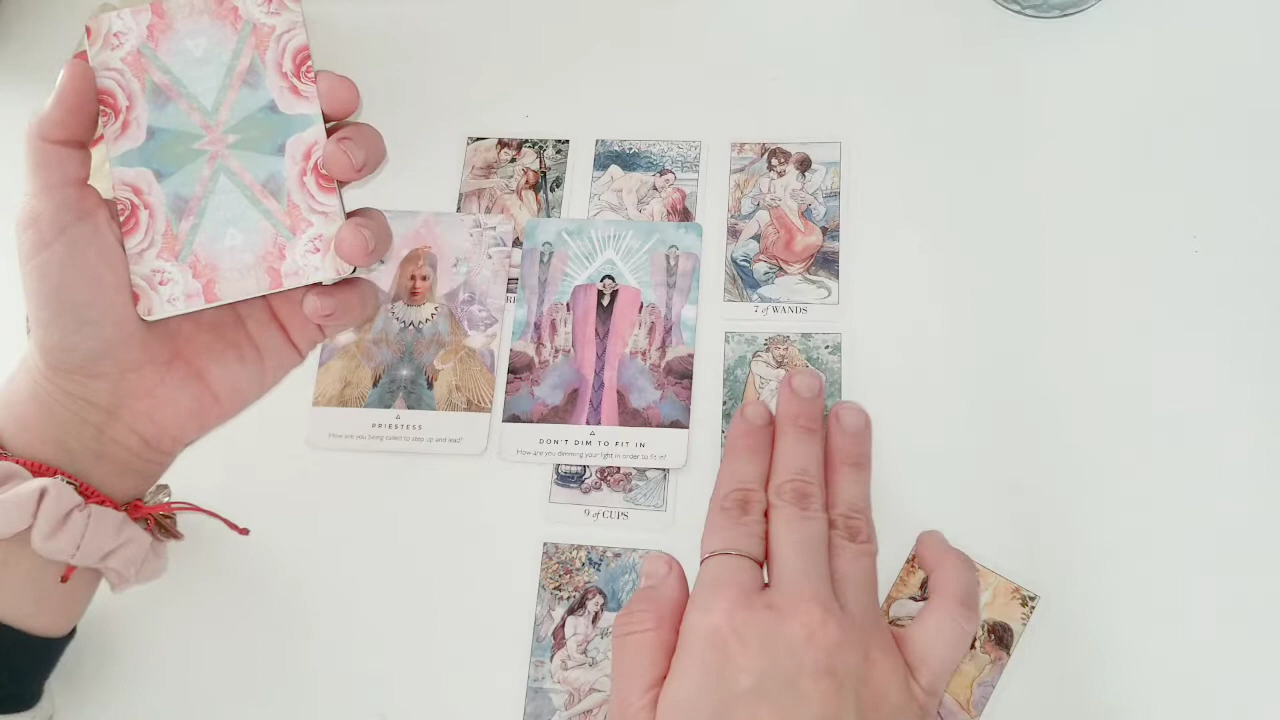 7 of WANDS
PRIESTESS
How are you being called to step up and lead?
DON'T DIM TO FIT IN
How are you dimming your light in order to fit in?
9 of CUPS